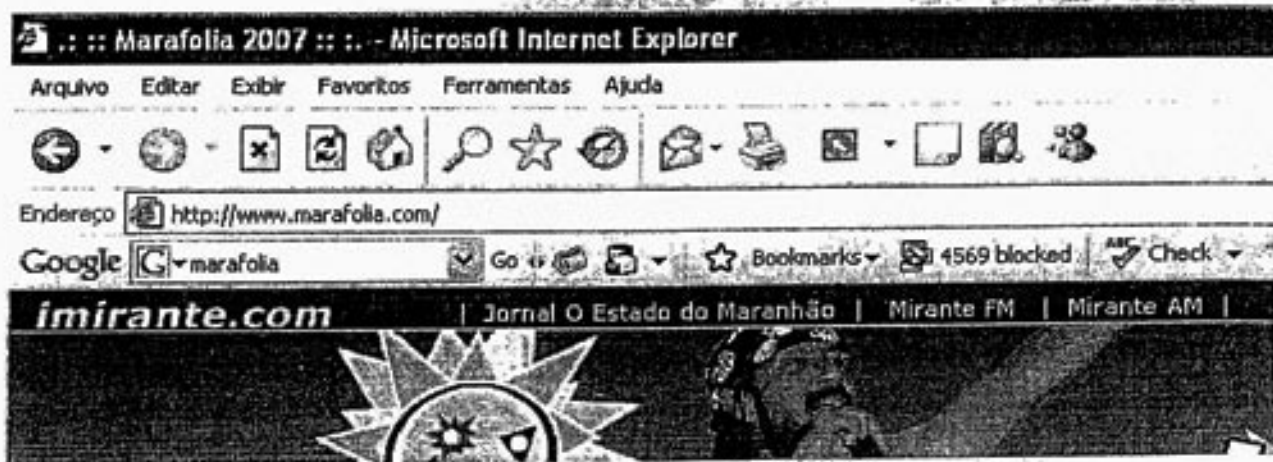 .: :: Marafolia 2007 :: :. - Microsoft Internet Explorer
Arquivo Editar Exibir Favoritos Ferramentas Ajuda
Endereço http://www.marafolia.com/
Google G marafolia Go Bookmarks 4569 blocked ABC Check
imirante.com | Jornal O Estado do Maranhão | Mirante FM | Mirante AM |